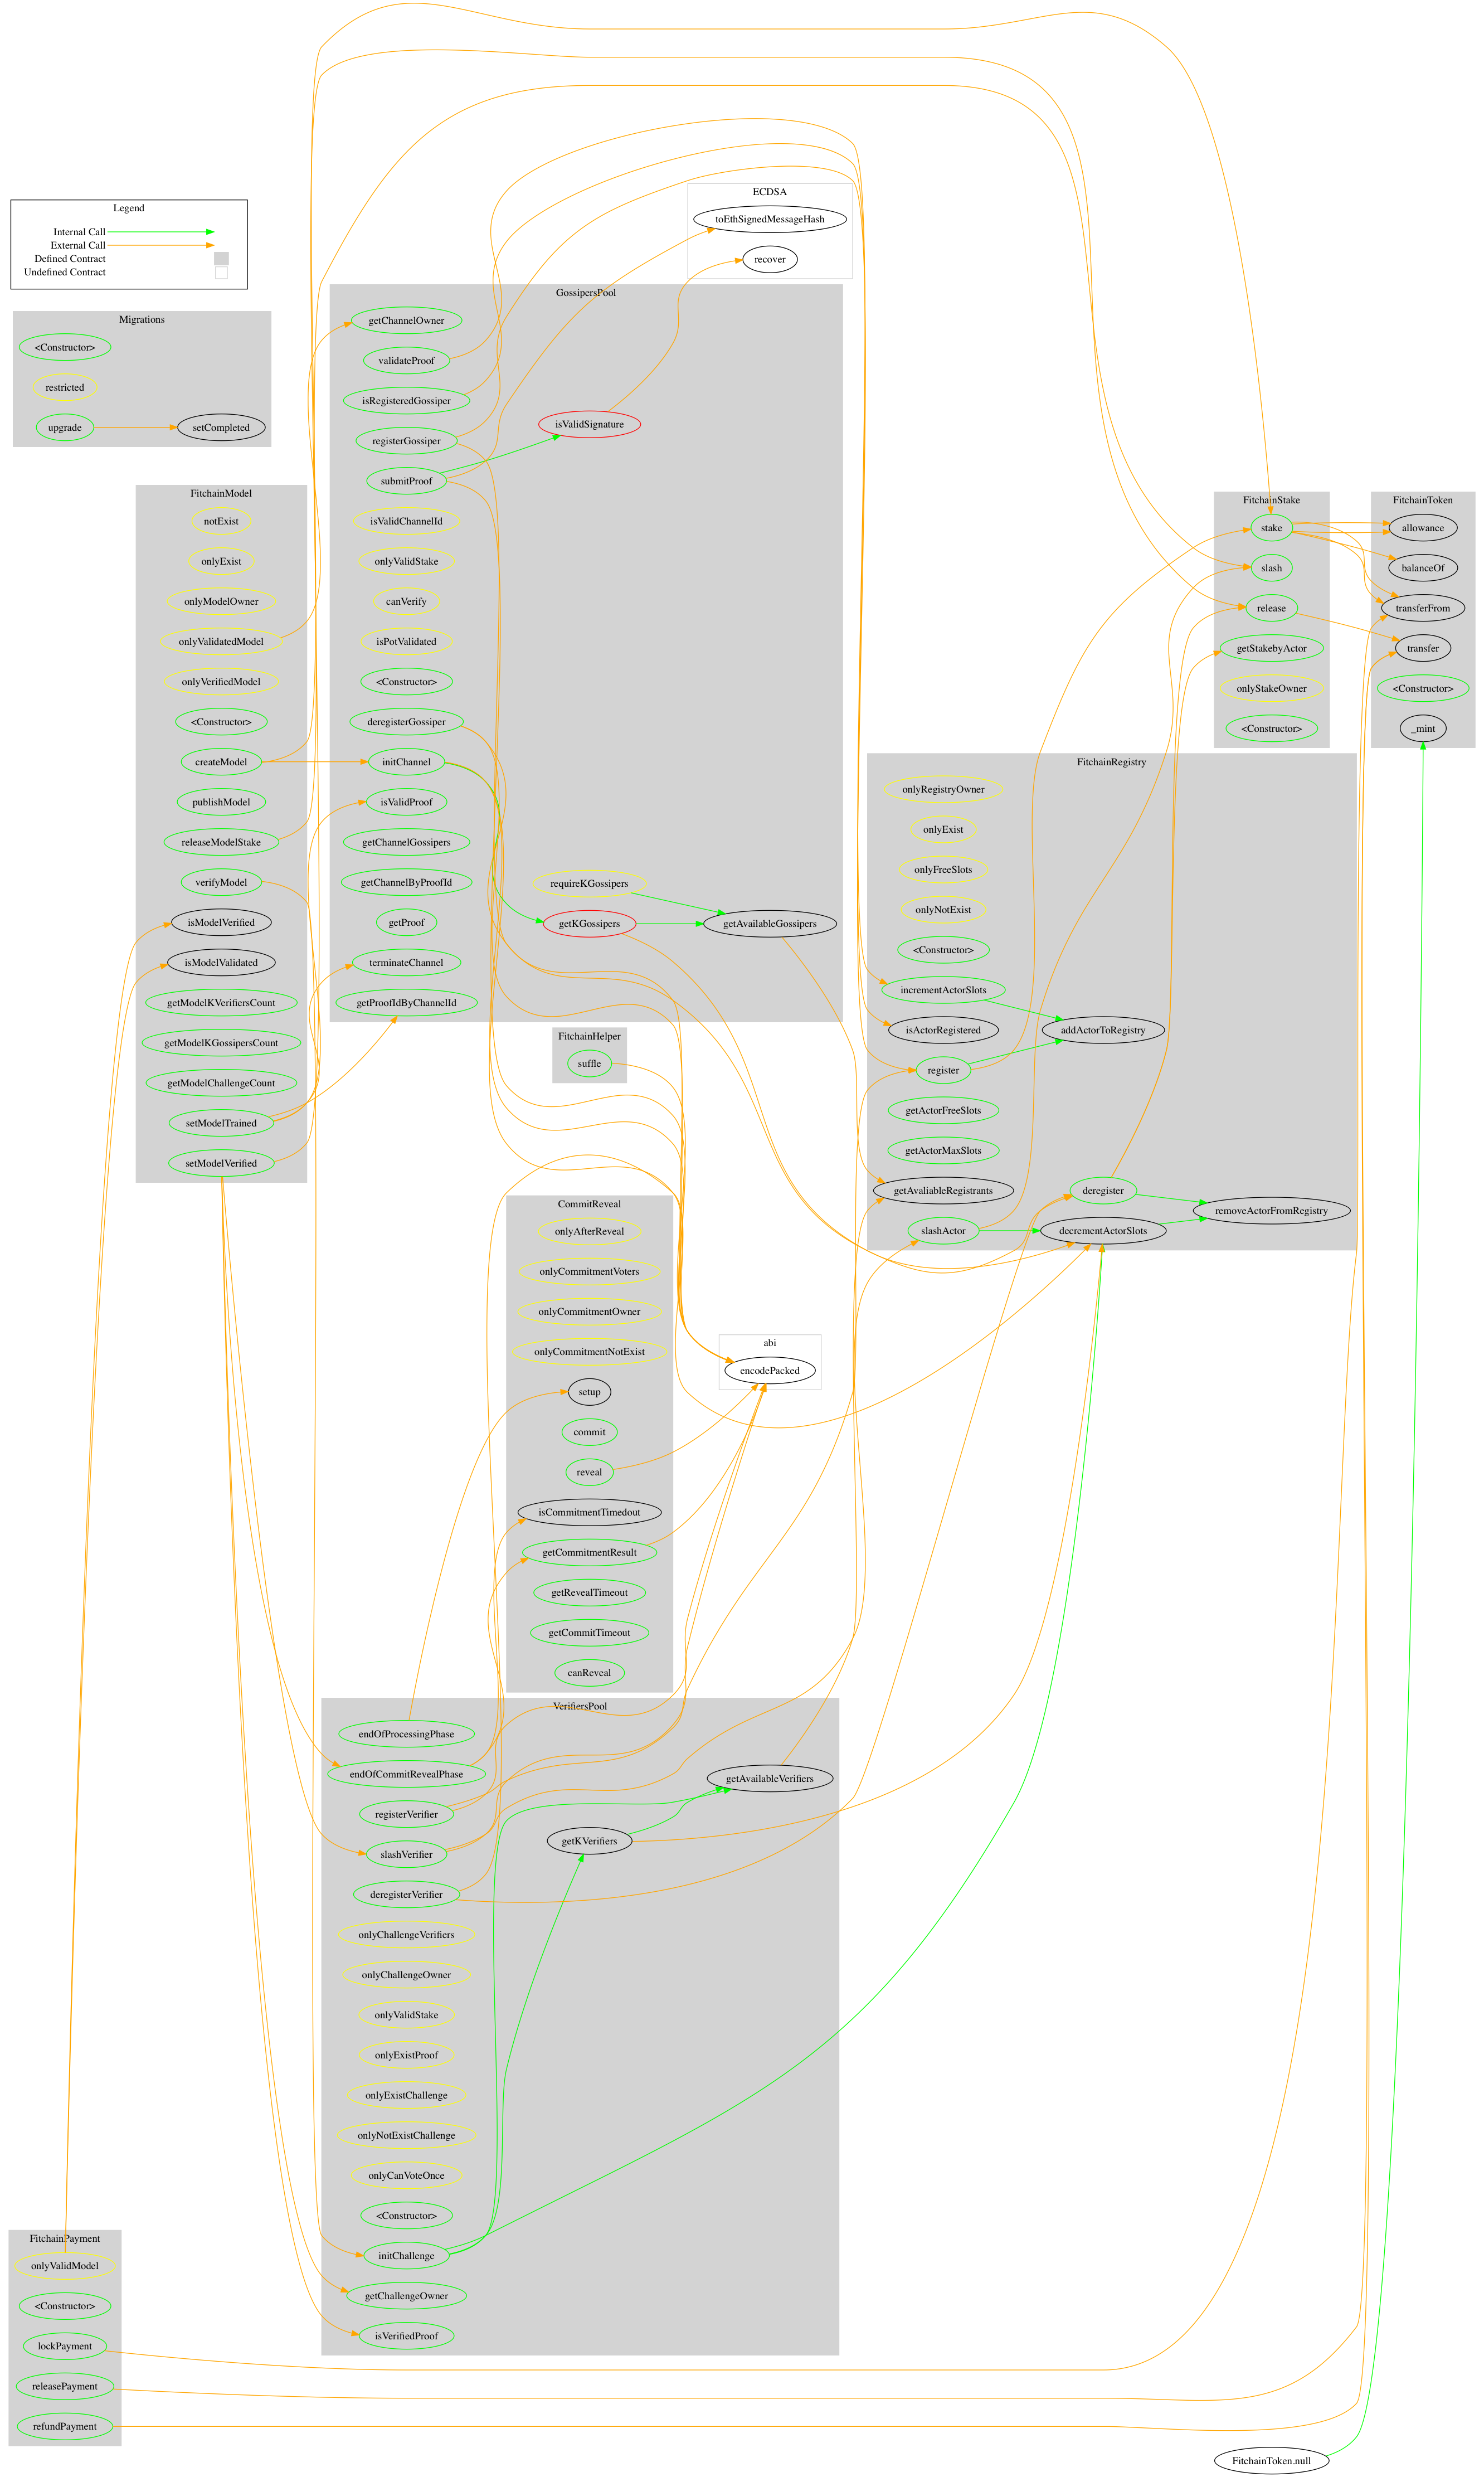 Legend
Internal Call
External Call
Defined Contract
Undefined Contract
Migrations
<Constructor>
restricted
upgrade
setCompleted
FitchainModel
notExist
onlyExist
onlyModelOwner
onlyValidatedModel
onlyVerifiedModel
<Constructor>
createModel
publishModel
releaseModelStake
verifyModel
isModelVerified
isModelValidated
getModelKVerifiersCount
getModelKGossipersCount
getModelChallengeCount
setModelTrained
setModelVerified
FitchainPayment
onlyValidModel
<Constructor>
lockPayment
releasePayment
refundPayment
ECDSA
toEthSignedMessageHash
recover
GossipersPool
getChannelOwner
validateProof
isRegisteredGossiper
registerGossiper
submitProof
isValidChannelId
onlyValidStake
canVerify
isPotValidated
<Constructor>
deregisterGossiper
initChannel
isValidProof
getChannelGossipers
getChannelByProofId
getProof
terminateChannel
getProofIdByChannelId
isValidSignature
requireKGossipers
getKGossipers
getAvailableGossipers
FitchainHelper
suffle
CommitReveal
onlyAfterReveal
onlyCommitmentVoters
onlyCommitmentOwner
onlyCommitmentNotExist
setup
commit
reveal
isCommitmentTimedout
getCommitmentResult
getRevealTimeout
getCommitTimeout
canReveal
abi
encodePacked
VerifiersPool
endOfProcessingPhase
endOfCommitRevealPhase
registerVerifier
slashVerifier
deregisterVerifier
onlyChallengeVerifiers
onlyChallengeOwner
onlyValidStake
onlyExistProof
onlyExistChallenge
onlyNotExistChallenge
onlyCanVoteOnce
<Constructor>
initChallenge
getChallengeOwner
isVerifiedProof
getKVerifiers
getAvailableVerifiers
FitchainRegistry
onlyRegistryOwner
onlyExist
onlyFreeSlots
onlyNotExist
<Constructor>
incrementActorSlots
isActorRegistered
register
getActorFreeSlots
getActorMaxSlots
getAvaliableRegistrants
slashActor
addActorToRegistry
deregister
decrementActorSlots
removeActorFromRegistry
FitchainStake
stake
slash
release
getStakebyActor
onlyStakeOwner
<Constructor>
FitchainToken
allowance
balanceOf
transferFrom
transfer
<Constructor>
_mint
FitchainToken.null